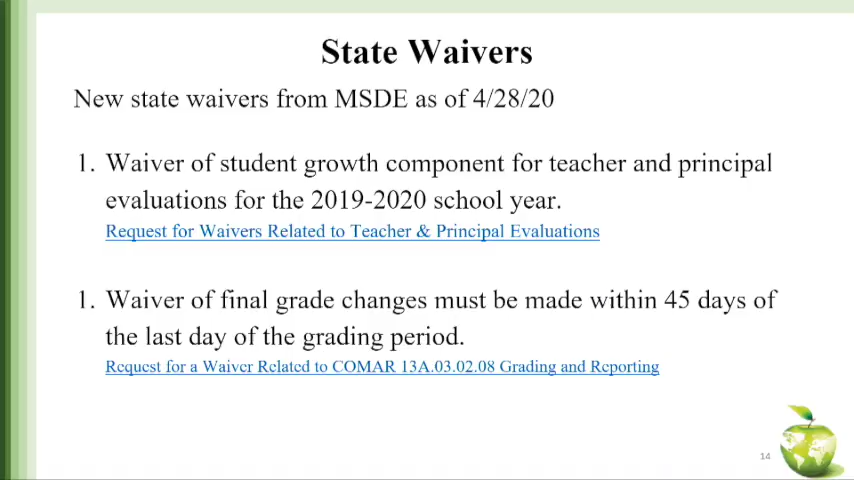 State Waivers
New state waivers from MSDE as of 4/28/20
1. Waiver of student growth component for teacher and principal
evaluations for the 2019-2020 school year.
Request for Waivers Related to Teacher & Principal Evaluations
1. Waiver of final grade changes must be made within 45 days of
the last day of the grading period.
Request for a Waiver Related to COMAR 13A.03.02.08 Grading and Reporting
14